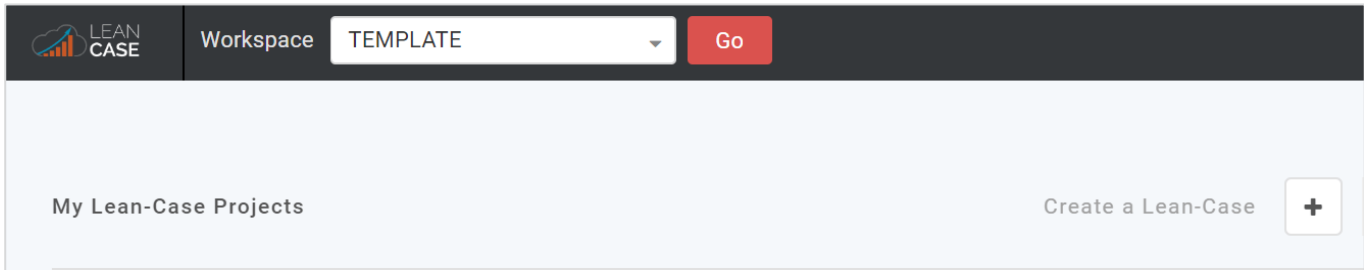 LEAN
CASE
Workspace TEMPLATE Go
My Lean-Case Projects Create a Lean-Case +